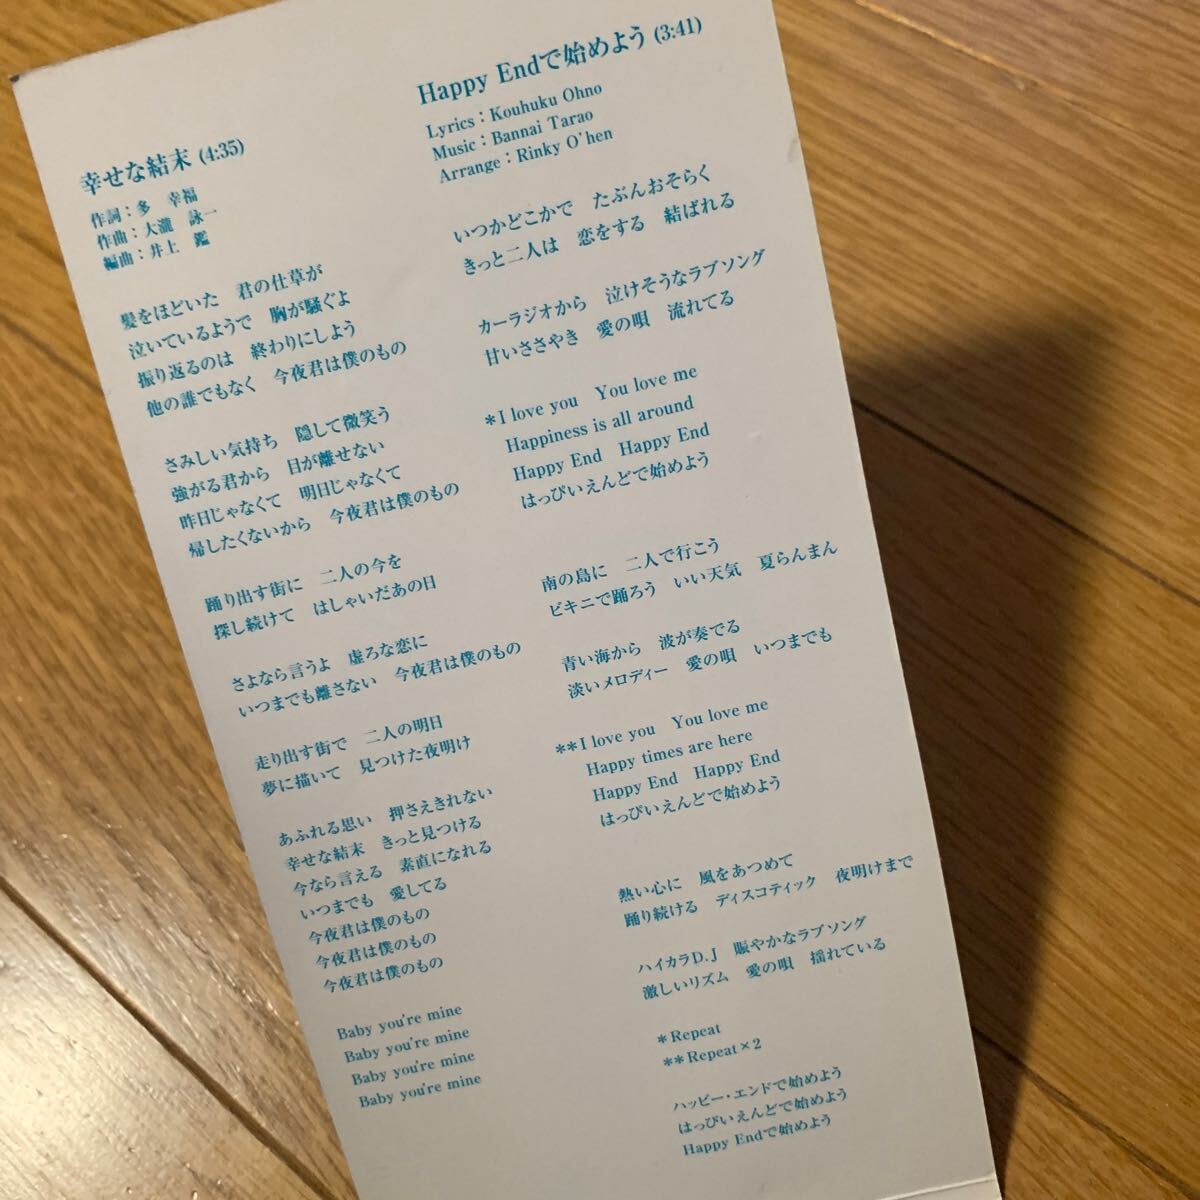 幸せな結末 (4:35)
作詞：多　幸福
作曲：大瀧　詠一
編曲：井上　鑑
髪をほどいた　君の仕草が
泣いているようで　胸が騒ぐよ
振り返るのは　終わりにしよう
他の誰でもなく　今夜君は僕のもの
さみしい気持ち　隠して微笑う
強がる君から　目が離せない
昨日じゃなくて　明日じゃなくて
帰したくないから　今夜君は僕のもの
踊り出す街に　二人の今を
探し続けて　はしゃいだあの日
さよなら言うよ　虚ろな恋に
いつまでも離さない　今夜君は僕のもの
走り出す街で　二人の明日
夢に描いて　見つけた夜明け
あふれる思い　押さえきれない
幸せな結末　きっと見つける
今なら言える　素直になれる
いつまでも　愛してる
今夜君は僕のもの
今夜君は僕のもの
今夜君は僕のもの
Baby you're mine
Baby you're mine
Baby you're mine
Baby you're mine
Happy Endで始めよう (3:41)
Lyrics：Kouhuku Ohno
Music：Bannai Tarao
Arrange：Rinky O'hen
いつかどこかで　たぶんおそらく
きっと二人は　恋をする　結ばれる
カーラジオから　泣けそうなラブソング
甘いささやき　愛の唄　流れてる
*I love you　You love me
Happiness is all around
Happy End　Happy End
はっぴいえんどで始めよう
南の島に　二人で行こう
ビキニで踊ろう　いい天気　夏らんまん
青い海から　波が奏でる
淡いメロディー　愛の唄　いつまでも
**I love you　You love me
Happy times are here
Happy End　Happy End
はっぴいえんどで始めよう
熱い心に　風をあつめて
踊り続ける　ディスコティック　夜明けまで
ハイカラD.J　賑やかなラブソング
激しいリズム　愛の唄　揺れている
*Repeat
**Repeat×2
ハッピー・エンドで始めよう
はっぴいえんどで始めよう
Happy Endで始めよう